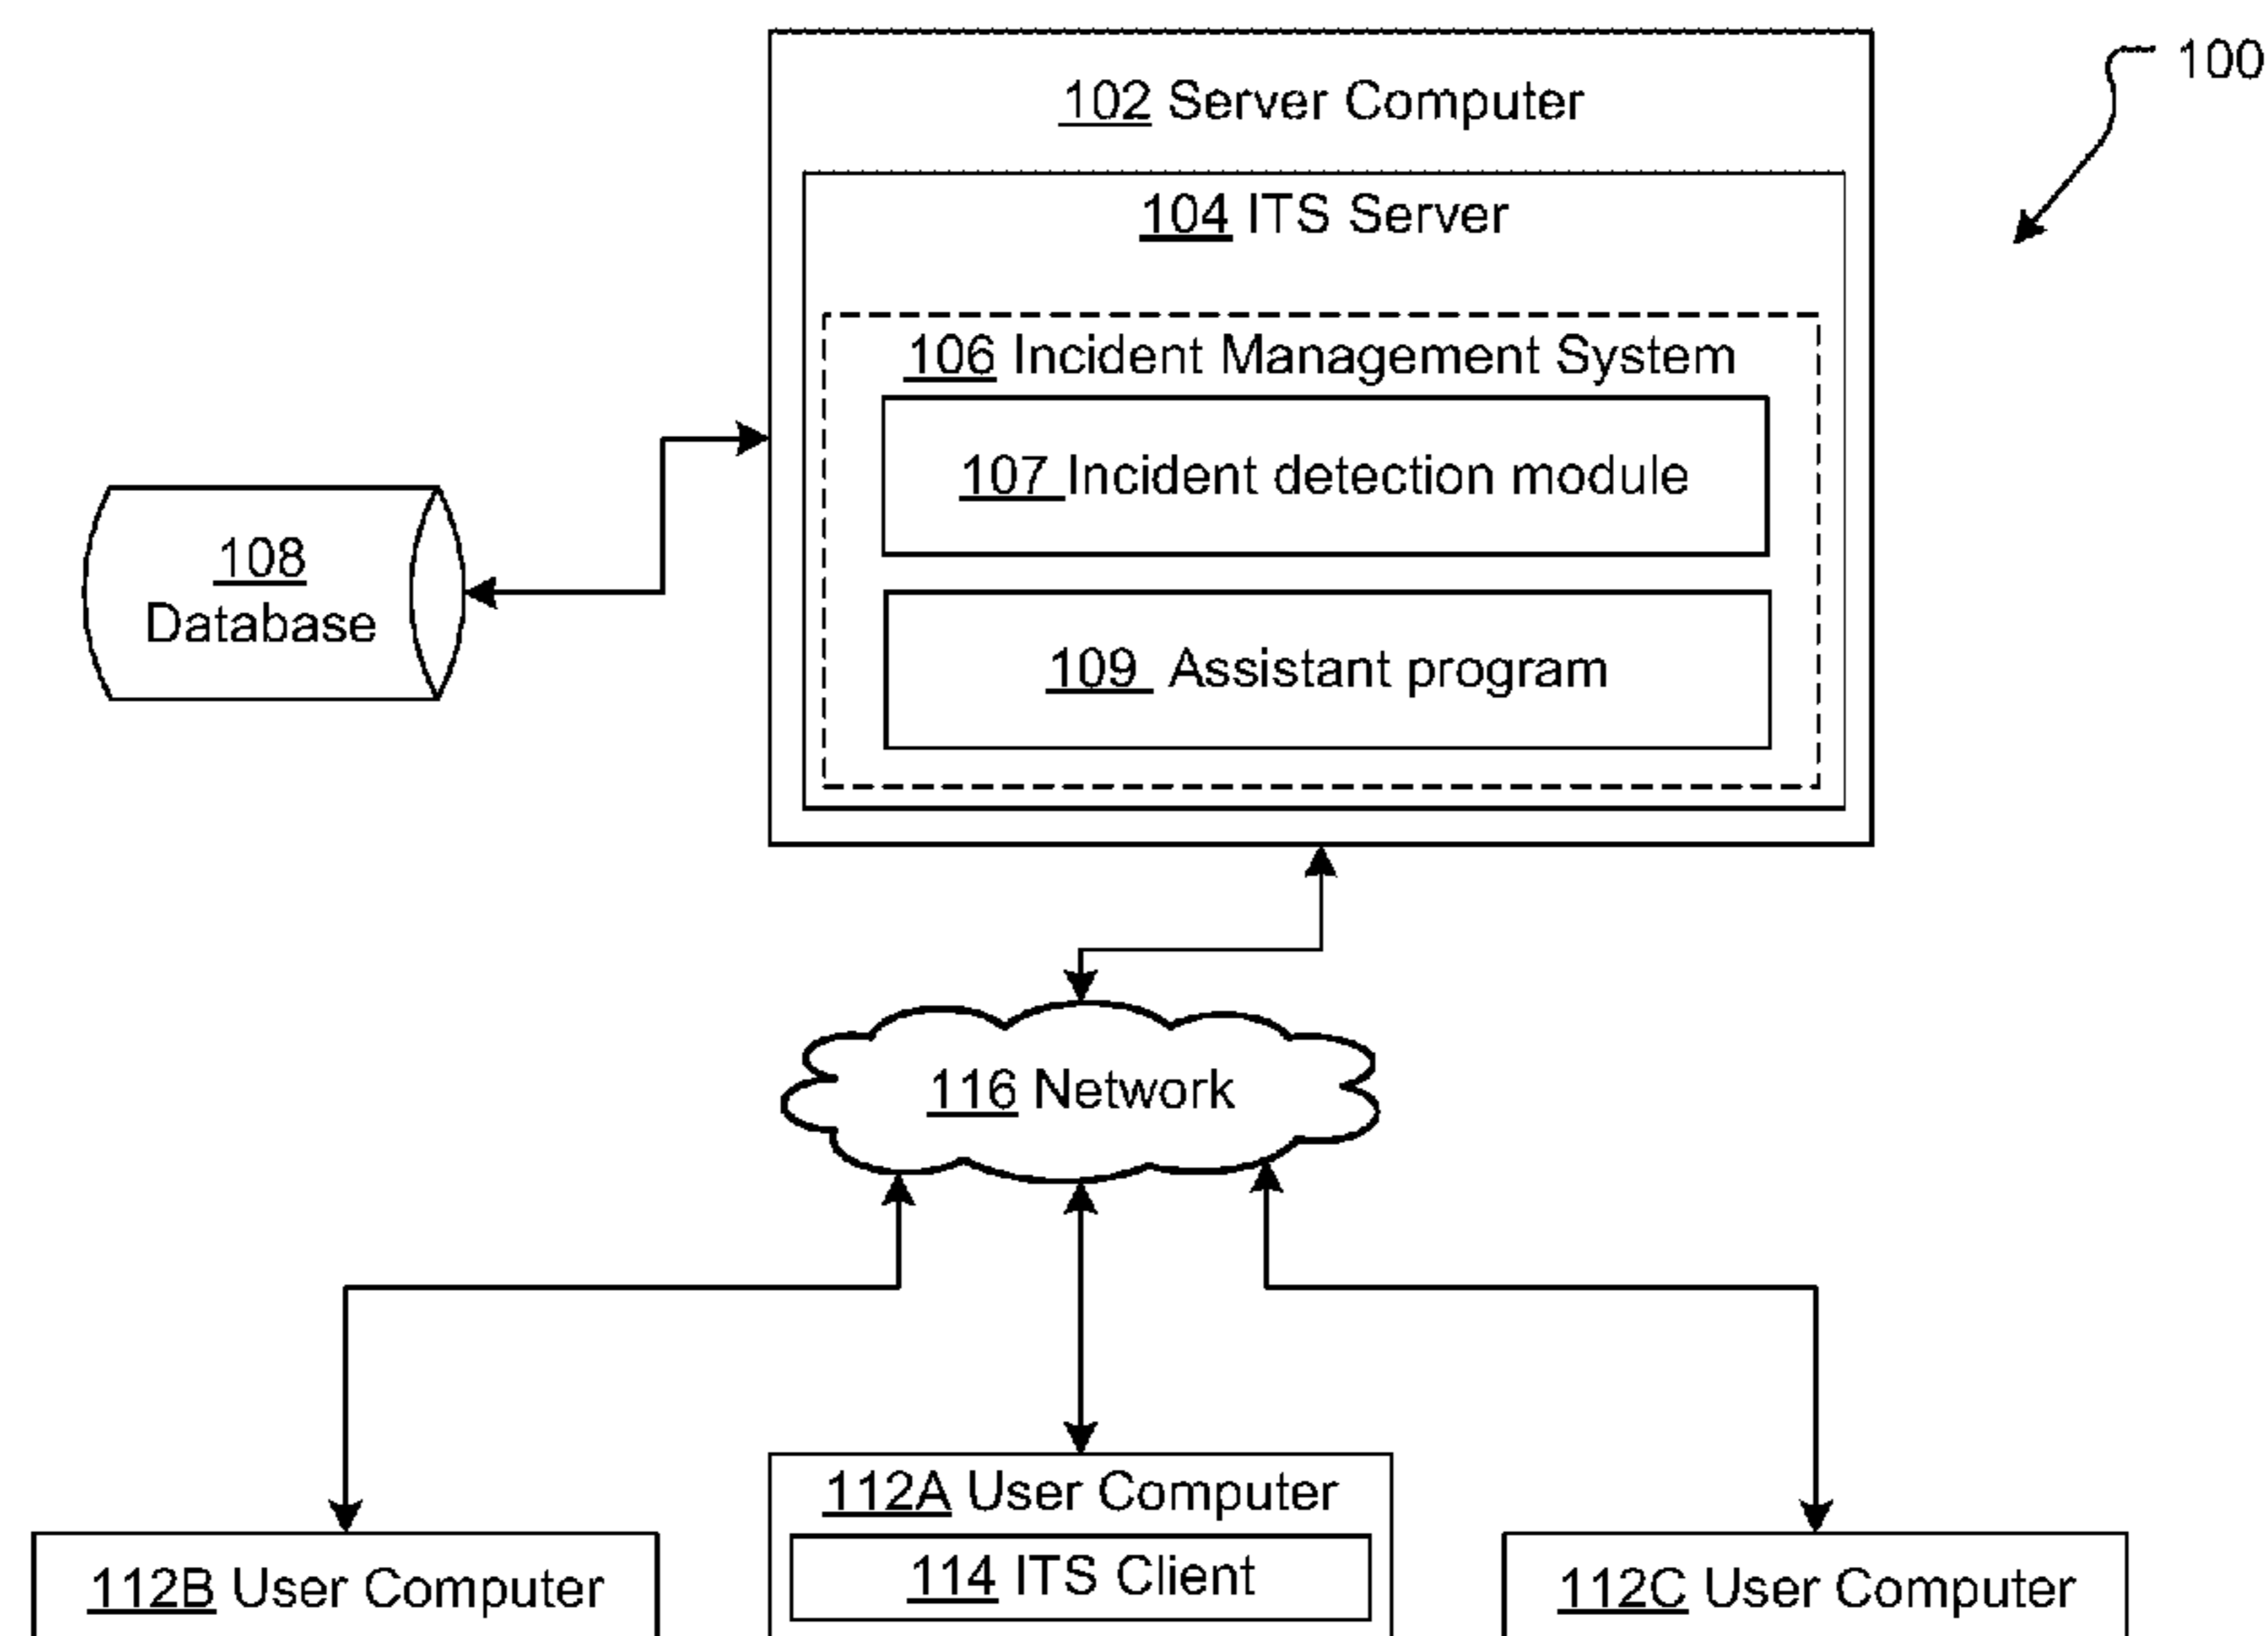 100
102 Server Computer
104 ITS Server
106 Incident Management System
107 Incident detection module
108
Database
109 Assistant program
116 Network
112A User Computer
114 ITS Client
112B User Computer
112C User Computer